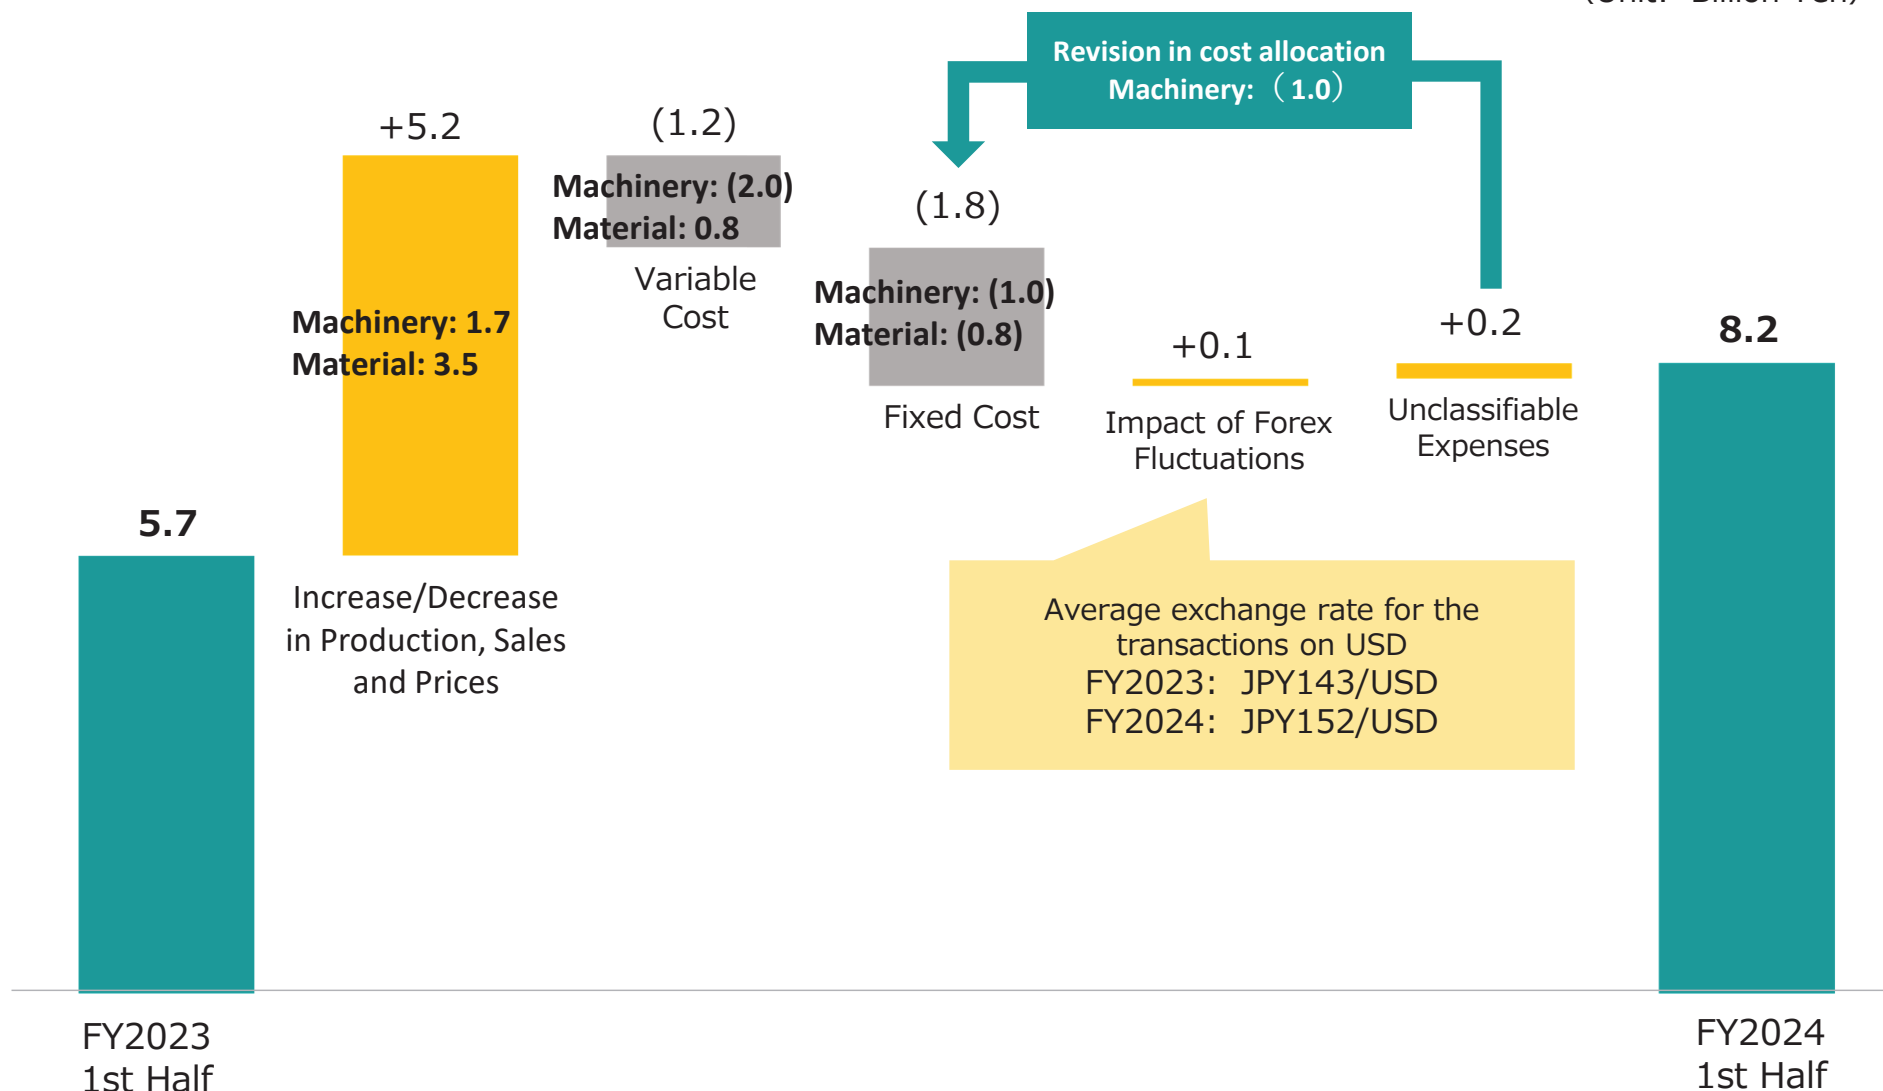 (Unit: Billion Yen)
Revision in cost allocation
Machinery:（1.0）
+5.2
(1.2)
Machinery: (2.0)
Material: 0.8
Variable
Cost
(1.8)
Machinery: (1.0)
Material: (0.8)
Fixed Cost
Machinery: 1.7
Material: 3.5
+0.1
Impact of Forex
Fluctuations
+0.2
Unclassifiable
Expenses
8.2
5.7
Increase/Decrease
in Production, Sales
and Prices
Average exchange rate for the
transactions on USD
FY2023: JPY143/USD
FY2024: JPY152/USD
FY2023
1st Half
FY2024
1st Half